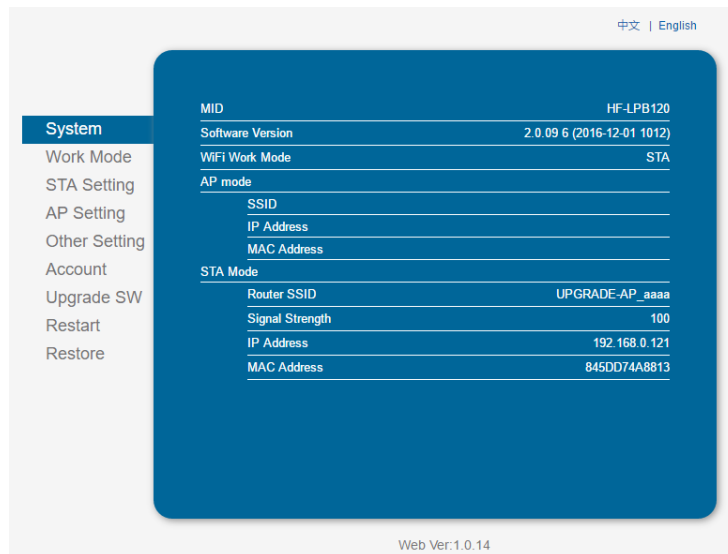 中文 | English
System
Work Mode
STA Setting
AP Setting
Other Setting
Account
Upgrade SW
Restart
Restore
MID HF-LPB120
Software Version 2.0.09 6 (2016-12-01 1012)
WiFi Work Mode STA
AP mode
SSID
IP Address
MAC Address
STA Mode
Router SSID UPGRADE-AP_aaaa
Signal Strength 100
IP Address 192.168.0.121
MAC Address 845DD74A8813
Web Ver:1.0.14